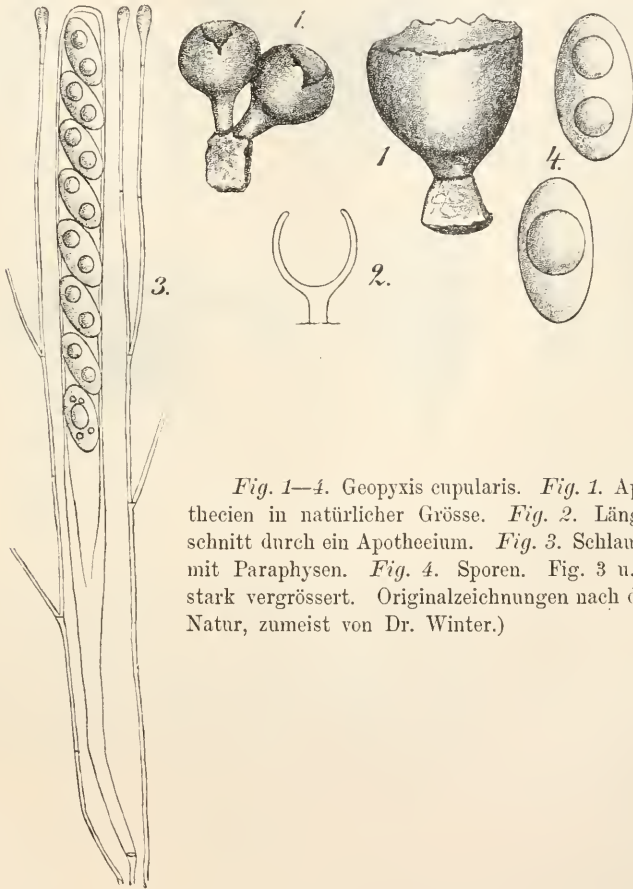 1.
1
4.
2.
3.
Fig. 1—4. Geopyxis cupularis. Fig. 1. Ap
thecien in natürlicher Grösse. Fig. 2. Läng
schnitt durch ein Apothecium. Fig. 3. Schlau
mit Paraphysen. Fig. 4. Sporen. Fig. 3 u.
stark vergrössert. Originalzeichnungen nach d
Natur, zumeist von Dr. Winter.)